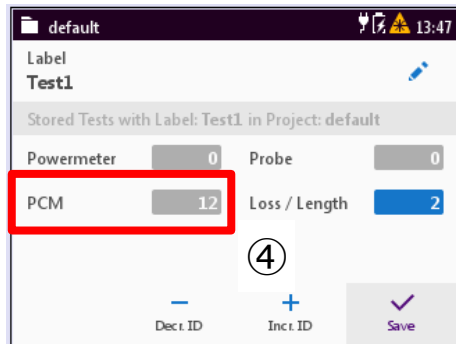 default 13:47
Label
Test1
Stored Tests with Label: Test1 in Project: default
Powermeter 0 Probe 0
PCM 12 Loss / Length 2
④
Decr. ID Incr. ID Save